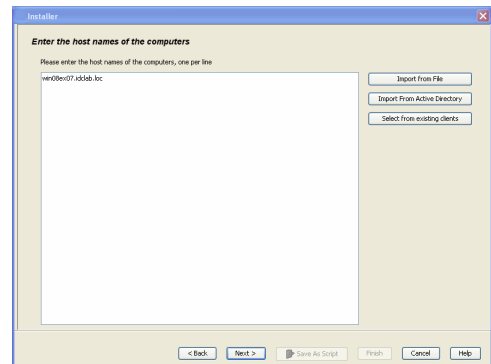 Installer
Enter the host names of the computers
Please enter the host names of the computers, one per line
win08ex07.idclab.loc
Import from File
Import From Active Directory
Select from existing clients
< Back
Next >
Save As Script
Finish
Cancel
Help